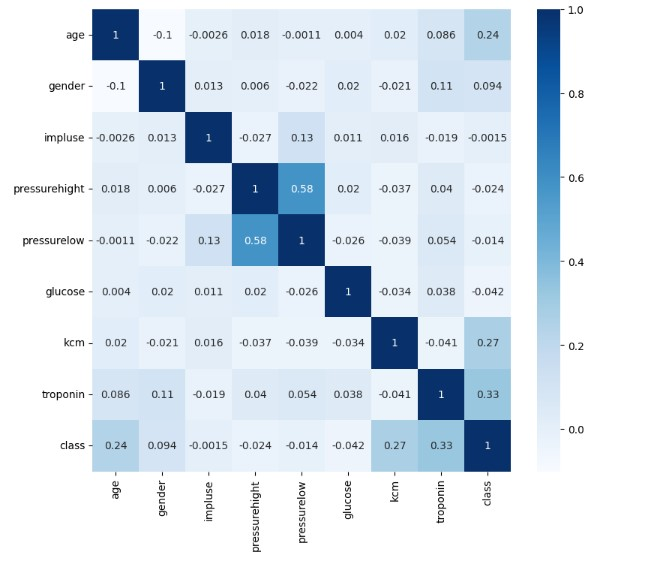 age 1 -0.1 -0.0026 0.018 -0.0011 0.004 0.02 0.086 0.24
gender -0.1 1 0.013 0.006 -0.022 0.02 -0.021 0.11 0.094
impluse -0.0026 0.013 1 -0.027 0.13 0.011 0.016 -0.019 -0.0015
pressurehight 0.018 0.006 -0.027 1 0.58 0.02 -0.037 0.04 -0.024
pressurelow -0.0011 -0.022 0.13 0.58 1 -0.026 -0.039 0.054 -0.014
glucose 0.004 0.02 0.011 0.02 -0.026 1 -0.034 0.038 -0.042
kcm 0.02 -0.021 0.016 -0.037 -0.039 -0.034 1 -0.041 0.27
troponin 0.086 0.11 -0.019 0.04 0.054 0.038 -0.041 1 0.33
class 0.24 0.094 -0.0015 -0.024 -0.014 -0.042 0.27 0.33 1
age gender impluse pressurehight pressurelow glucose kcm troponin class
1.0
0.8
0.6
0.4
0.2
0.0